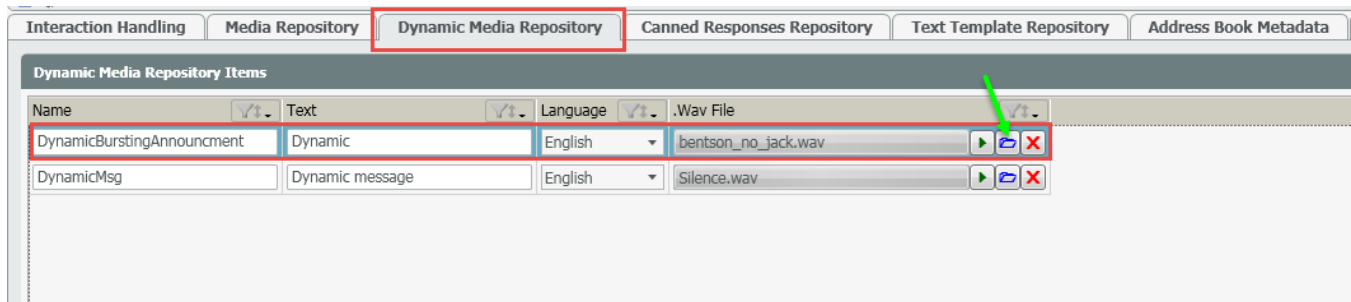 Interaction Handling Media Repository Dynamic Media Repository Canned Responses Repository Text Template Repository Address Book Metadata
Dynamic Media Repository Items
Name Text Language .Wav File
DynamicBurstingAnnouncment Dynamic English bentson_no_jack.wav
DynamicMsg Dynamic message English Silence.wav